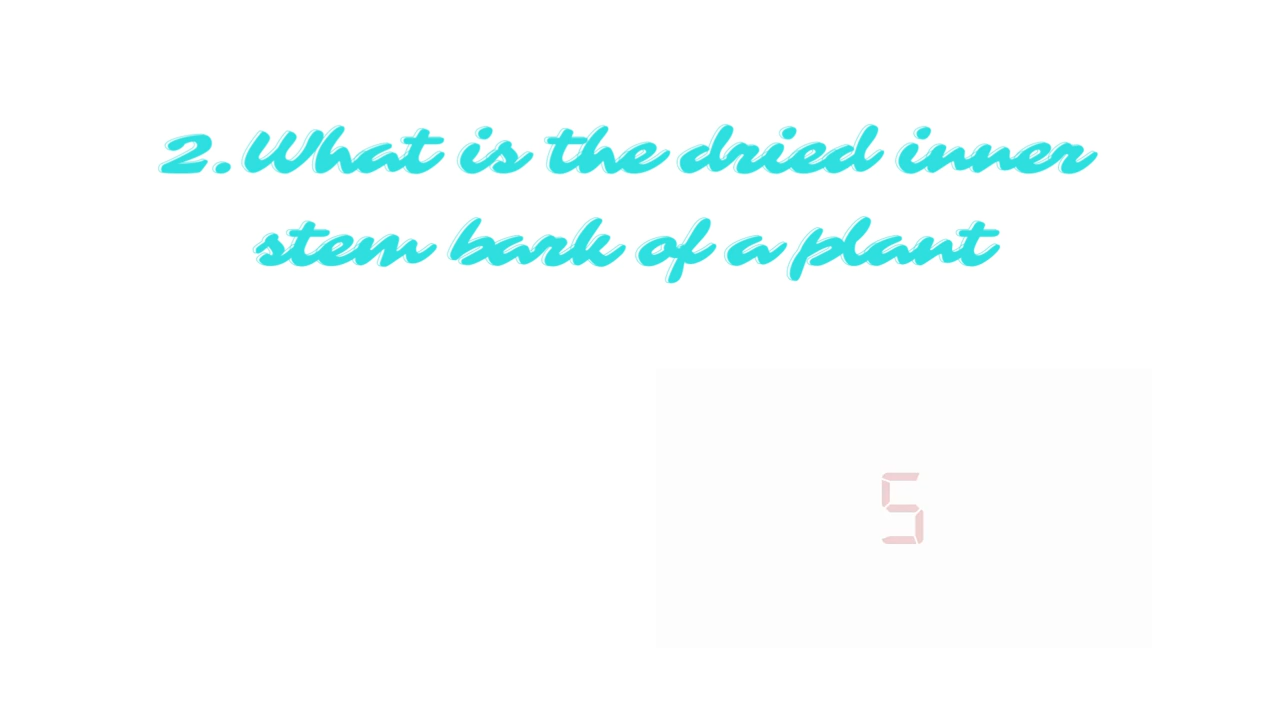 2. What is the dried inner
stem bark of a plant
5